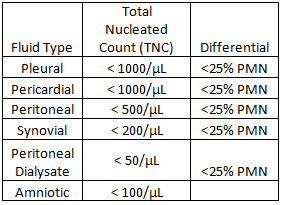 Fluid Type Total Nucleated Count (TNC) Differential
Pleural < 1000/µL <25% PMN
Pericardial < 1000/µL <25% PMN
Peritoneal < 500/µL <25% PMN
Synovial < 200/µL <25% PMN
Peritoneal Dialysate < 50/µL <25% PMN
Amniotic < 100/µL